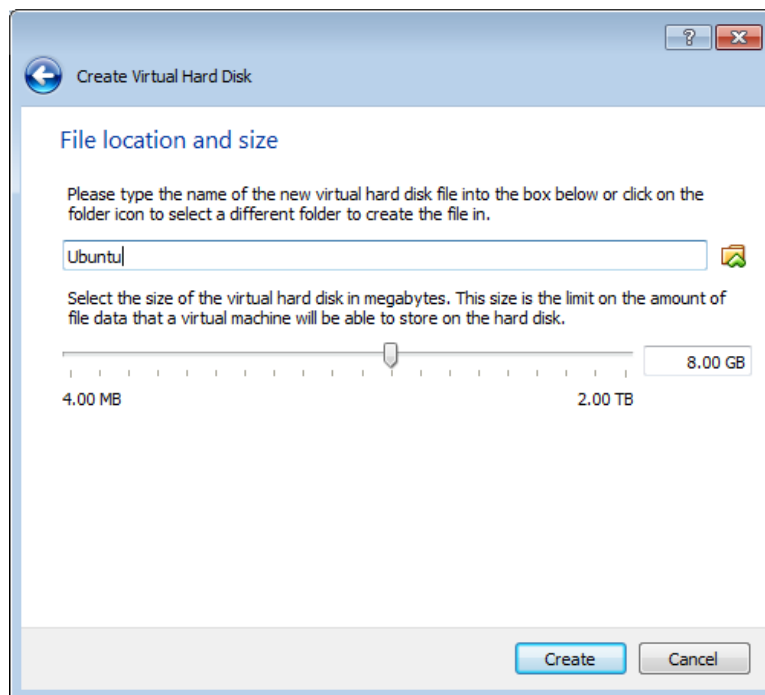 ?
Create Virtual Hard Disk
File location and size
Please type the name of the new virtual hard disk file into the box below or click on the
folder icon to select a different folder to create the file in.
Ubuntu
Select the size of the virtual hard disk in megabytes. This size is the limit on the amount of
file data that a virtual machine will be able to store on the hard disk.
8.00 GB
4.00 MB 2.00 TB
Create Cancel